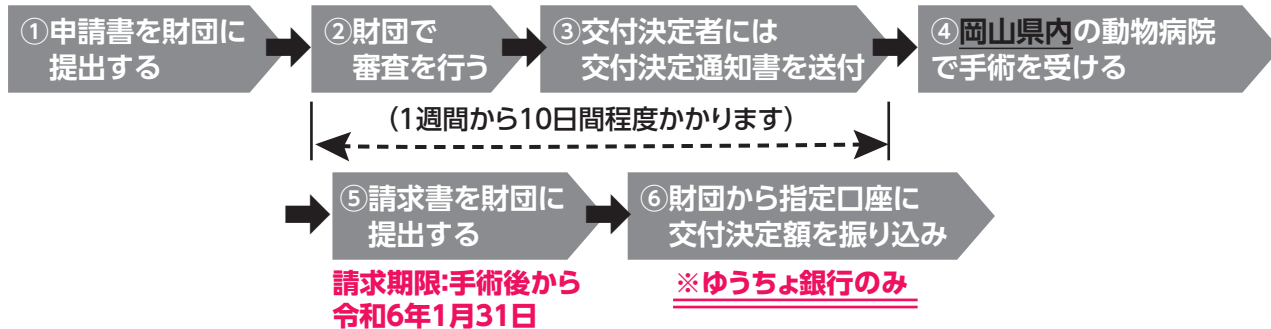 ①申請書を財団に
提出する
②財団で
審査を行う
③交付決定者には
交付決定通知書を送付
④岡山県内の動物病院
で手術を受ける
（1週間から10日間程度かかります）
⑤請求書を財団に
提出する
⑥財団から指定口座に
交付決定額を振り込み
請求期限:手術後から
令和6年1月31日
※ゆうちょ銀行のみ